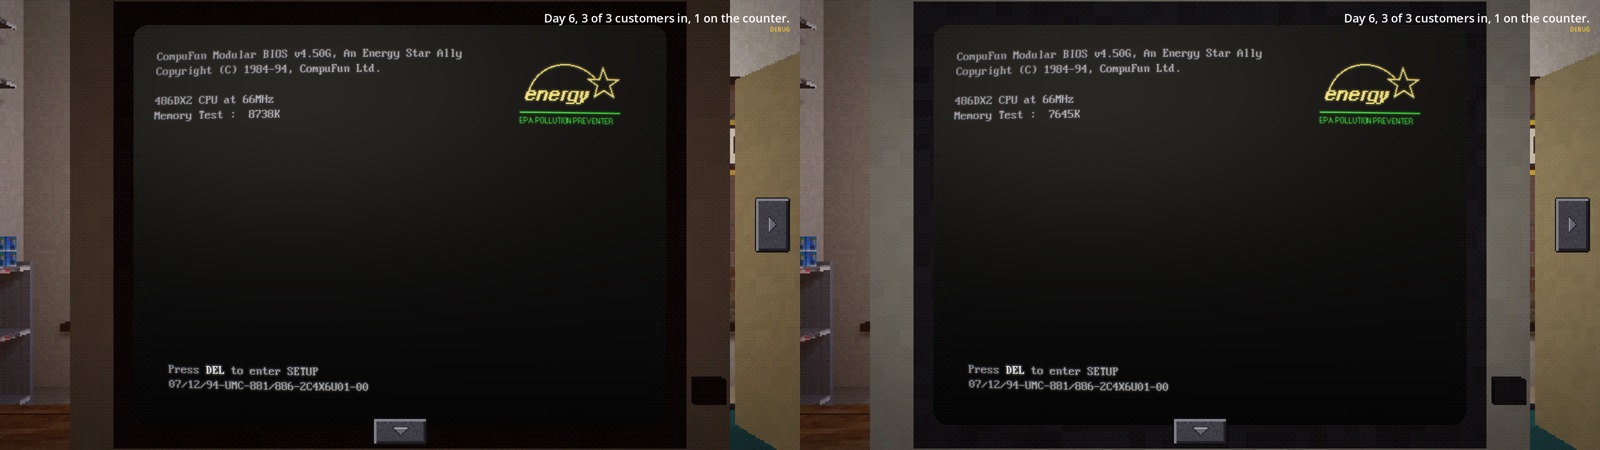 Day 6, 3 of 3 customers in, 1 on the counter.
DEBUG
CompuFun Modular BIOS v4.50G, An Energy Star Ally
Copyright (C) 1984-94, CompuFun Ltd.
486DX2 CPU at 66MHz
Memory Test : 8738K
energy
EPA POLLUTION PREVENTER
Press DEL to enter SETUP
07/12/94-UMC-881/886-2C4X6U01-00
Day 6, 3 of 3 customers in, 1 on the counter.
DEBUG
CompuFun Modular BIOS v4.50G, An Energy Star Ally
Copyright (C) 1984-94, CompuFun Ltd.
486DX2 CPU at 66MHz
Memory Test : 7645K
energy
EPA POLLUTION PREVENTER
Press DEL to enter SETUP
07/12/94-UMC-881/886-2C4X6U01-00